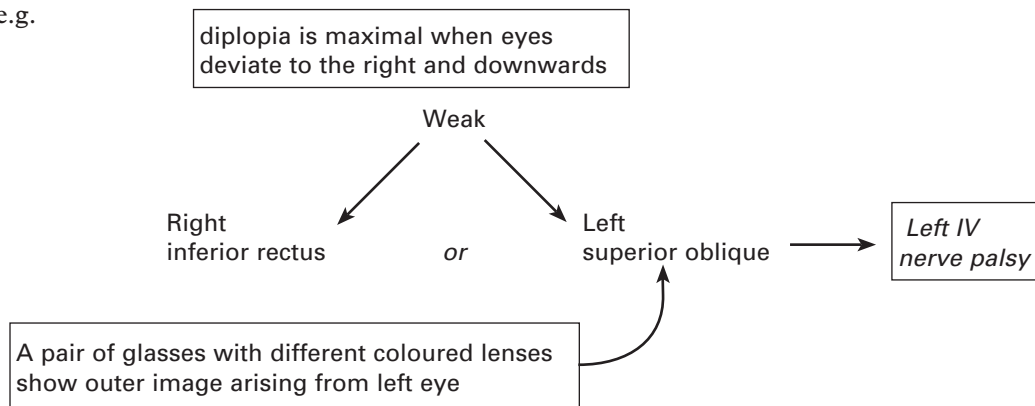 e.g.
diplopia is maximal when eyes
deviate to the right and downwards
Weak
Right
inferior rectus
or
Left
superior oblique
Left IV
nerve palsy
A pair of glasses with different coloured lenses
show outer image arising from left eye